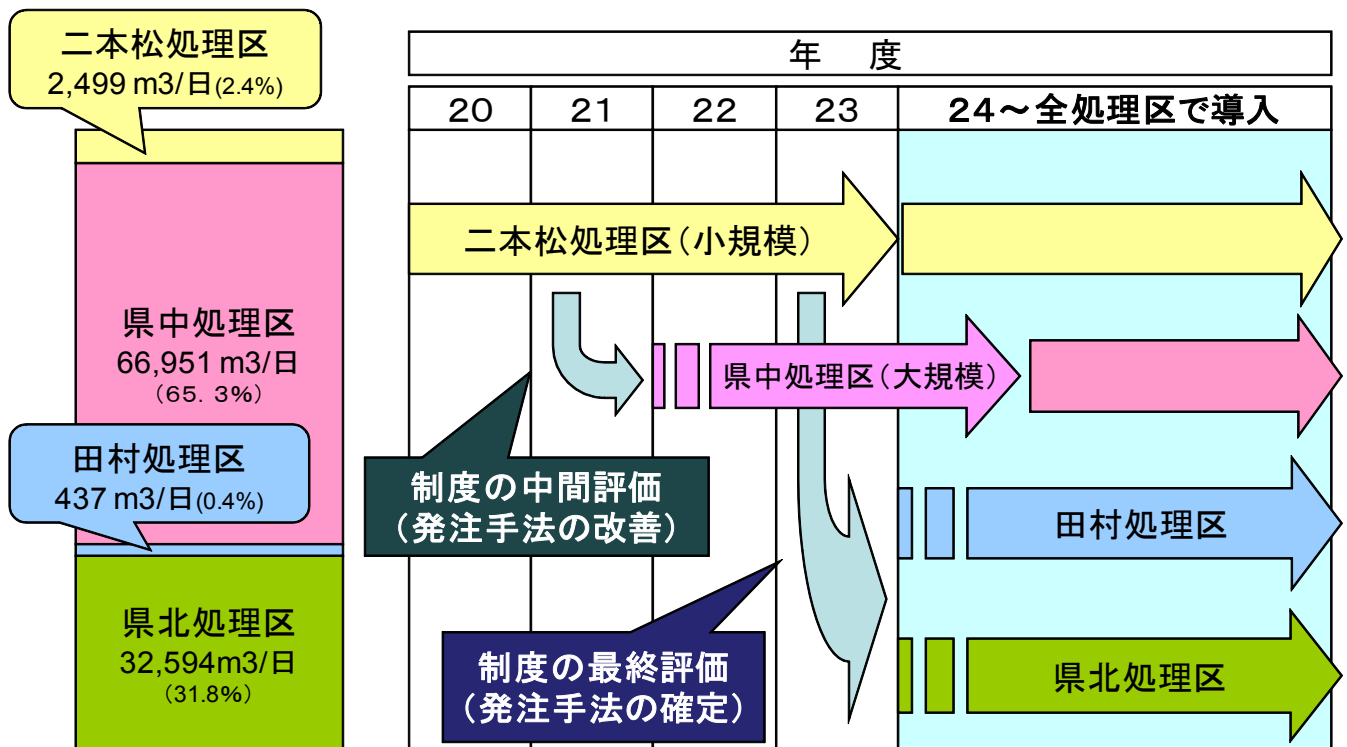 二本松処理区
2,499 m3/日(2.4%)
県中処理区
66,951 m3/日
(65. 3%)
田村処理区
437 m3/日(0.4%)
県北処理区
32,594m3/日
(31.8%)
年 度
20 21 22 23 24~全処理区で導入
二本松処理区(小規模)
県中処理区(大規模)
制度の中間評価
(発注手法の改善)
田村処理区
制度の最終評価
(発注手法の確定)
県北処理区